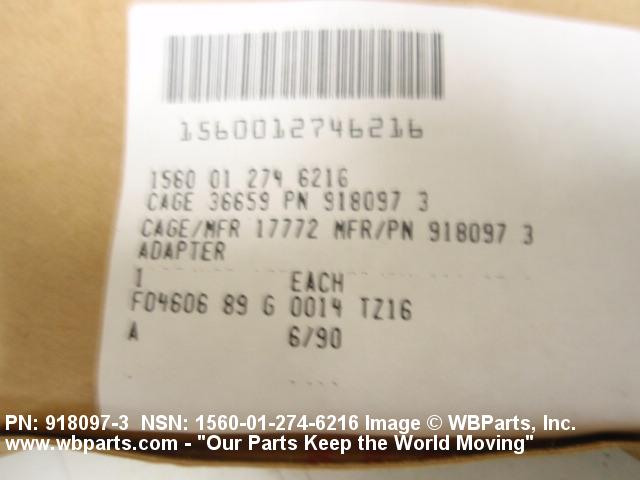 1560012746216
1560 01 274 6216
CAGE 36659 PN 918097 3
CAGE/MFR 17772 MFR/PN 918097 3
ADAPTER
1 EACH
F04606 89 G 0014 TZ16
A 6/90
PN: 918097-3 NSN: 1560-01-274-6216 Image © WBParts, Inc.
www.wbparts.com - "Our Parts Keep the World Moving"